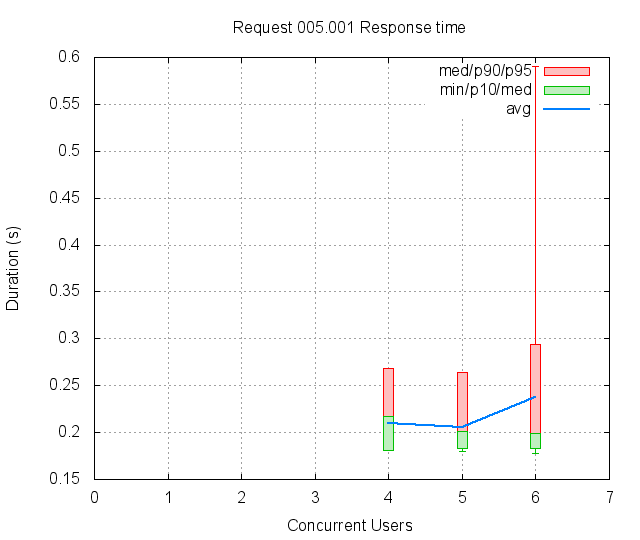 Request 005.001 Response time
0.6
0.55
0.5
0.45
0.4
0.35
0.3
0.25
0.2
0.15
Duration (s)
med/p90/p95
min/p10/med
avg
0 1 2 3 4 5 6 7
Concurrent Users